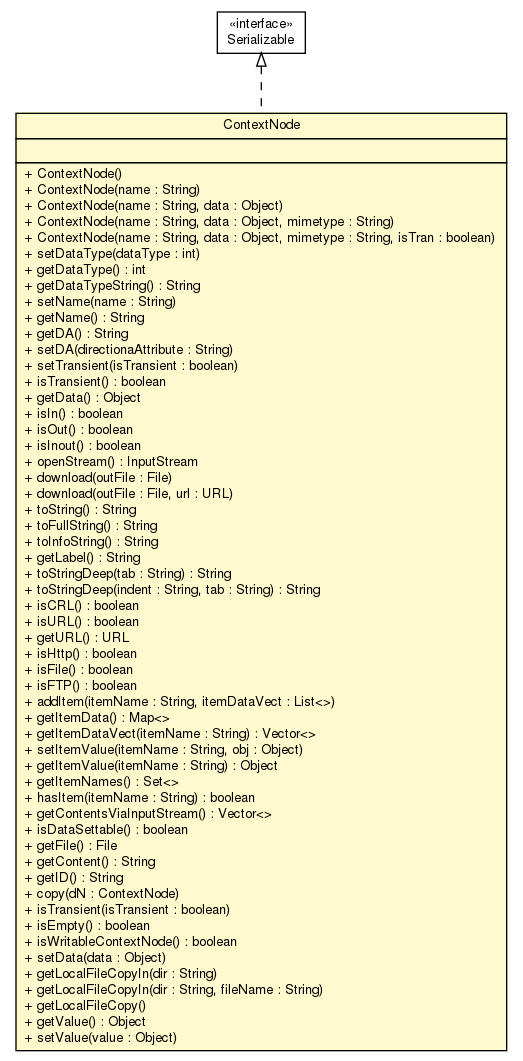 «interface»
Serializable
ContextNode
+ ContextNode()
+ ContextNode(name : String)
+ ContextNode(name : String, data : Object)
+ ContextNode(name : String, data : Object, mimetype : String)
+ ContextNode(name : String, data : Object, mimetype : String, isTran : boolean)
+ setDataType(dataType : int)
+ getDataType() : int
+ getDataTypeString() : String
+ setName(name : String)
+ getName() : String
+ getDA() : String
+ setDA(directionaAttribute : String)
+ setTransient(isTransient : boolean)
+ isTransient() : boolean
+ getData() : Object
+ isIn() : boolean
+ isOut() : boolean
+ isInout() : boolean
+ openStream() : InputStream
+ download(outFile : File)
+ download(outFile : File, url : URL)
+ toString() : String
+ toFullString() : String
+ toInfoString() : String
+ getLabel() : String
+ toStringDeep(tab : String) : String
+ toStringDeep(indent : String, tab : String) : String
+ isCRL() : boolean
+ isURL() : boolean
+ getURL() : URL
+ isHttp() : boolean
+ isFile() : boolean
+ isFTP() : boolean
+ addItem(itemName : String, itemDataVect : List<>)
+ getItemData() : Map<>
+ getItemDataVect(itemName : String) : Vector<>
+ setItemValue(itemName : String, obj : Object)
+ getItemValue(itemName : String) : Object
+ getItemNames() : Set<>
+ hasItem(itemName : String) : boolean
+ getContentsViaInputStream() : Vector<>
+ isDataSettable() : boolean
+ getFile() : File
+ getContent() : String
+ getID() : String
+ copy(dN : ContextNode)
+ isTransient(isTransient : boolean)
+ isEmpty() : boolean
+ isWritableContextNode() : boolean
+ setData(data : Object)
+ getLocalFileCopyIn(dir : String)
+ getLocalFileCopyIn(dir : String, fileName : String)
+ getLocalFileCopy()
+ getValue() : Object
+ setValue(value : Object)